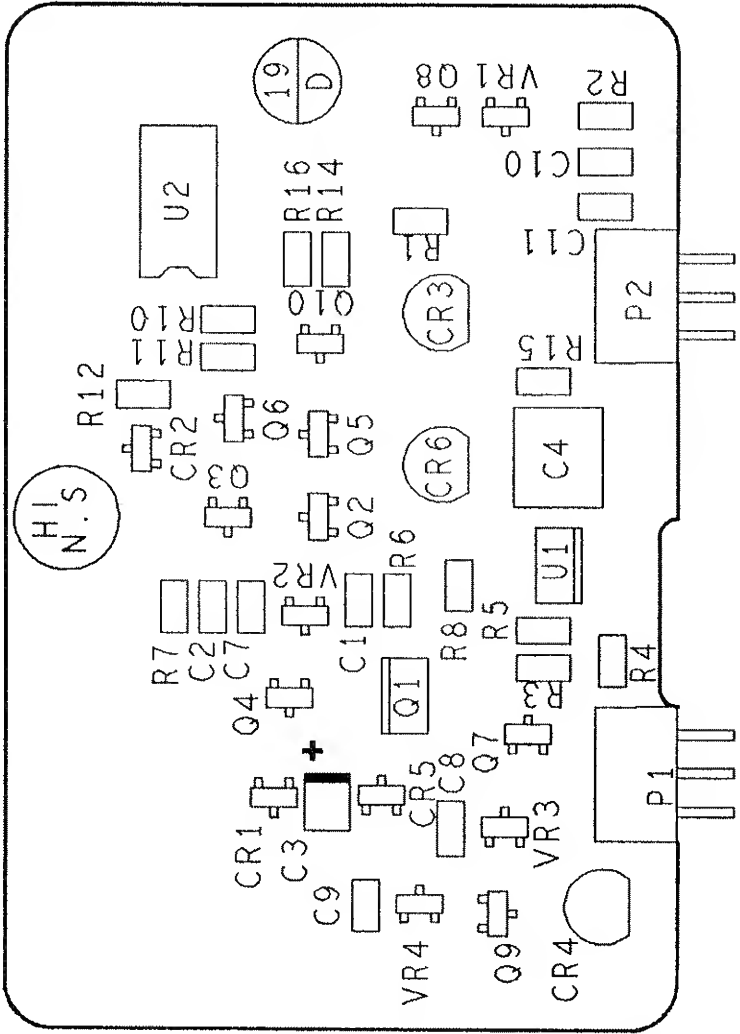 19
D
Q8
VR1
R2
C10
C11
U2
R16
R14
R1
Q10
CR3
P2
R10
R11
R15
R12
CR2
Q6
Q5
CR6
C4
Q3
HI
N.S
Q2
VR2
R6
U1
R7
C2
C7
C1
R8
R5
Q4
Q1
R3
R4
+
CR1
C3
CR5
C8
Q7
VR3
P1
C9
VR4
Q9
CR4